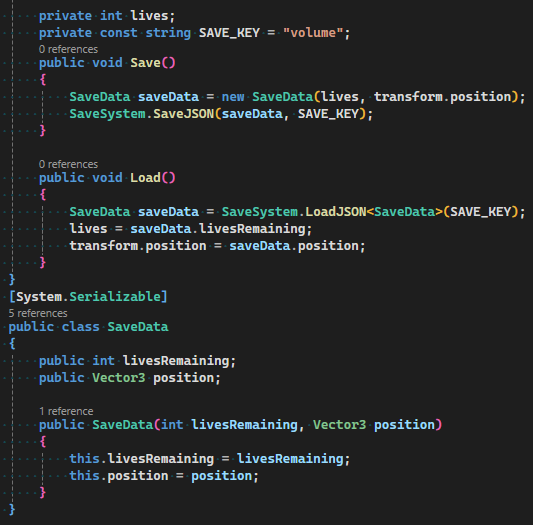 private int lives;
private const string SAVE_KEY = "volume";
0 references
public void Save()
{
SaveData saveData = new SaveData(lives, transform.position);
SaveSystem.SaveJSON(saveData, SAVE_KEY);
}
0 references
public void Load()
{
SaveData saveData = SaveSystem.LoadJSON<SaveData>(SAVE_KEY);
lives = saveData.livesRemaining;
transform.position = saveData.position;
}
}
[System.Serializable]
5 references
public class SaveData
{
public int livesRemaining;
public Vector3 position;
1 reference
public SaveData(int livesRemaining, Vector3 position)
{
this.livesRemaining = livesRemaining;
this.position = position;
}
}